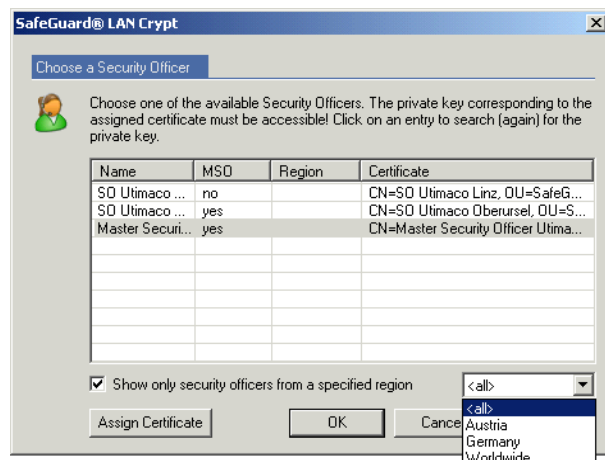 SafeGuard® LAN Crypt
Choose a Security Officer
Choose one of the available Security Officers. The private key corresponding to the
assigned certificate must be accessible! Click on an entry to search (again) for the
private key.
Name MSO Region Certificate
SO Utimaco ... no CN=SO Utimaco Linz, OU=SafeG...
SO Utimaco ... yes CN=SO Utimaco Oberursel, OU=S...
Master Securi... yes CN=Master Security Officer Utima...
Show only security officers from a specified region <all>
<all>
Assign Certificate OK Cance
Austria
Germany
Worldwide